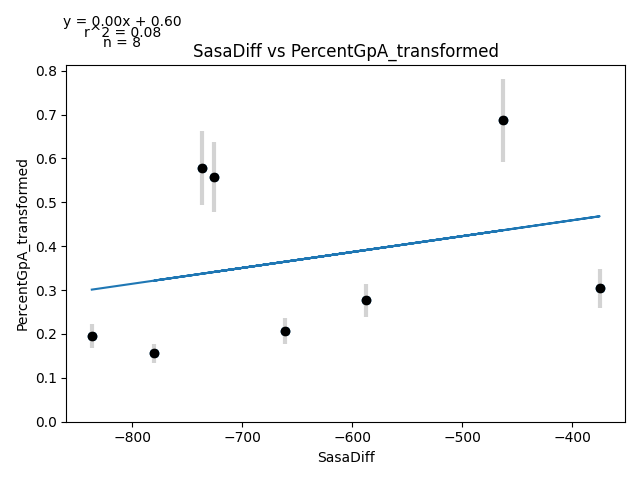 y = 0.00x + 0.60
r^2 = 0.08
n = 8
SasaDiff vs PercentGpA_transformed
PercentGpA_transformed
0.8
0.7
0.6
0.5
0.4
0.3
0.2
0.1
0.0
−800
−700
−600
−500
−400
SasaDiff